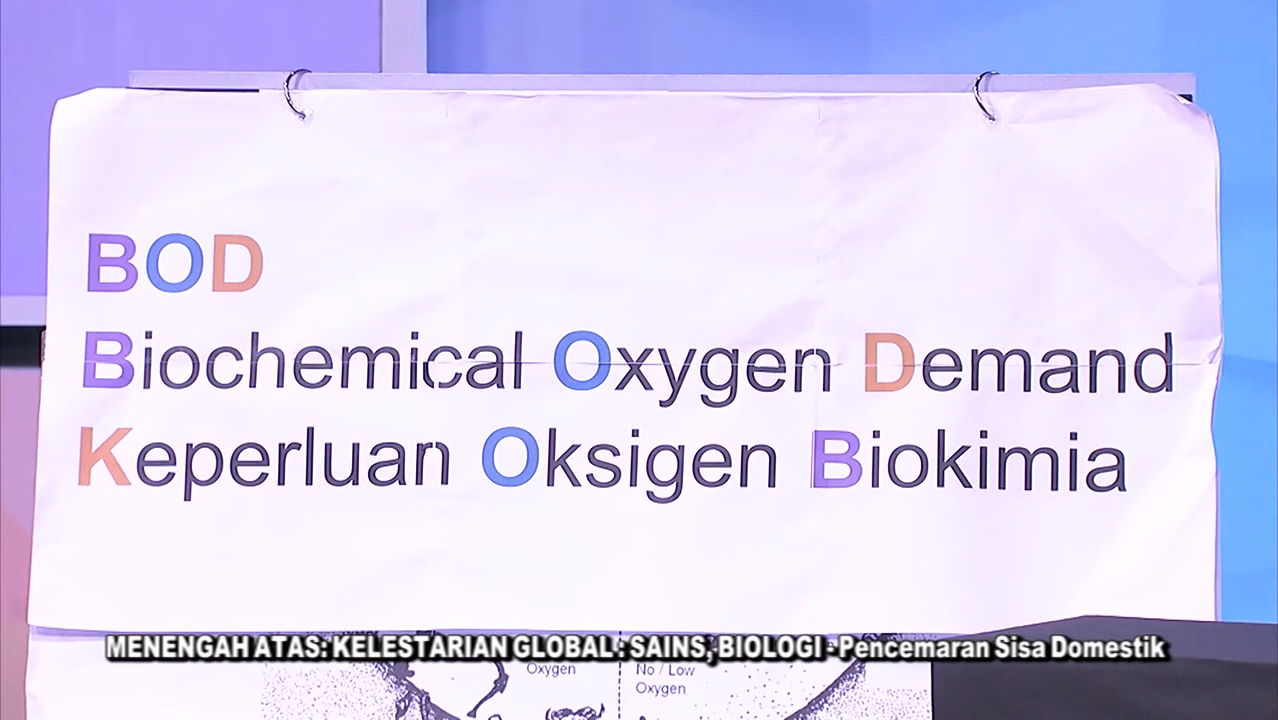 BOD
Biochemical Oxygen Demand
Keperluan Oksigen Biokimia
MENENGAH ATAS: KELESTARIAN GLOBAL: SAINS, BIOLOGI - Pencemaran Sisa Domestik
Oxygen
No / Low
Oxygen